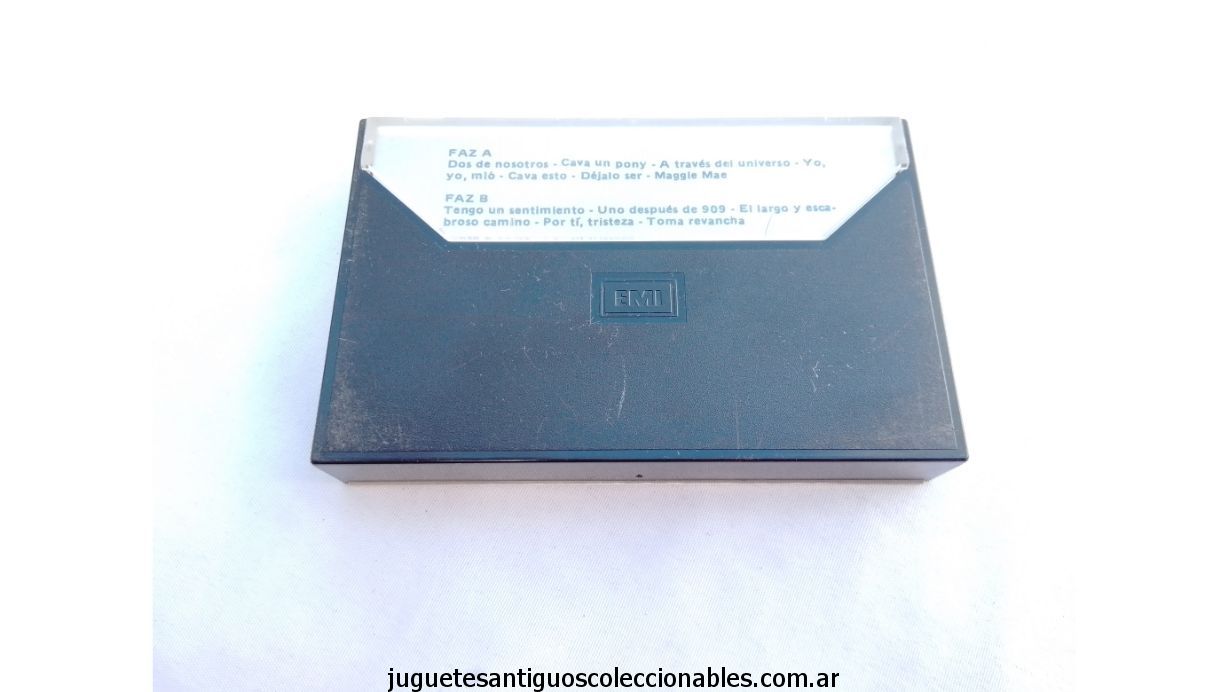 FAZ A
Dos de nosotros - Cava un pony - A través del universo - Yo,
yo, mió - Cava esto - Déjalo ser - Maggie Mae
FAZ B
Tengo un sentimiento - Uno después de 909 - El largo y esca-
broso camino - Por tí, tristeza - Toma revancha
EMI
juguetesantiguoscoleccionables.com.ar